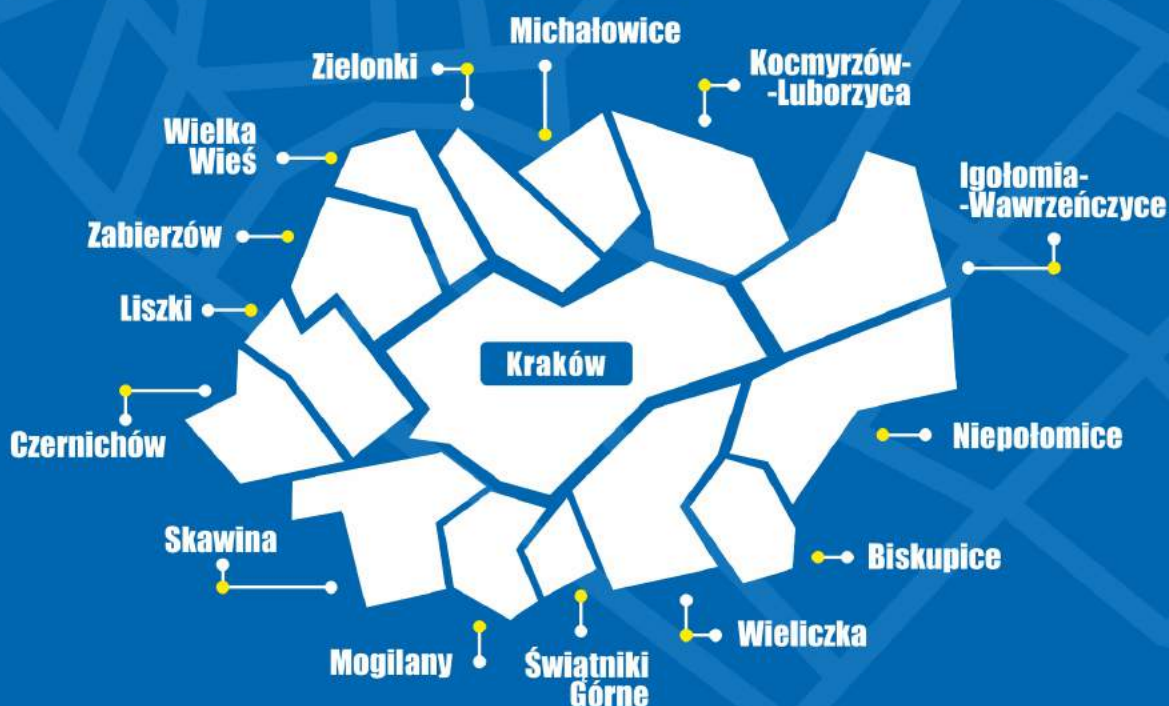 Michałowice
Zielonki
Kocmyrzów-
-Luborzyca
Wielka
Wieś
Igołomia-
-Wawrzeńczyce
Zabierzów
Liszki
Kraków
Czernichów
Niepołomice
Skawina
Biskupice
Wieliczka
Mogilany
Świątniki
Górne